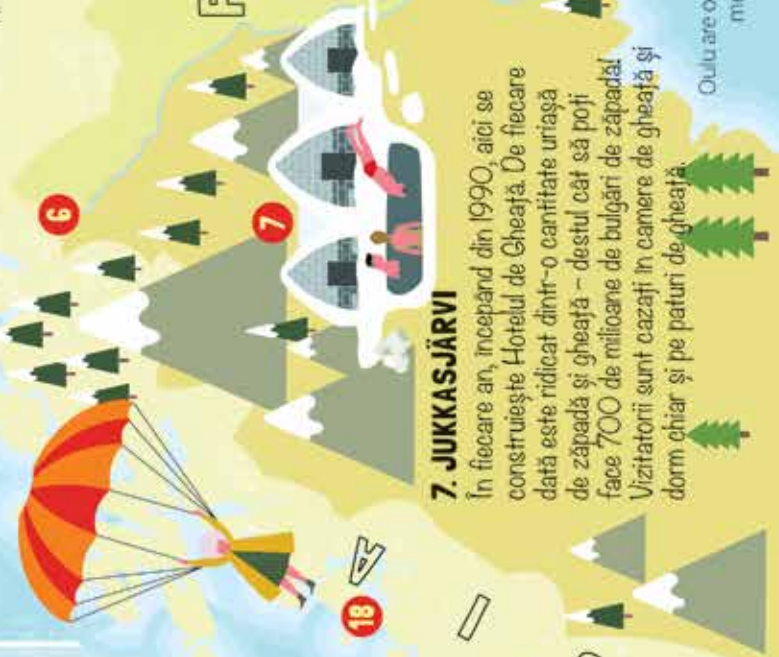 6
7
18
A
7. JUKKASJÄRVI
În fiecare an, începând din 1990, aici se
construiește Hotelul de Gheață. De fiecare
dată este ridicat dintr-o cantitate uriașă
de zăpadă și gheață – destul cât să poți
face 700 de milioane de bulgări de zăpadă!
Vizitatorii sunt cazați în camere de gheață și
dorm chiar și pe paturi de gheață.
Oulu are o